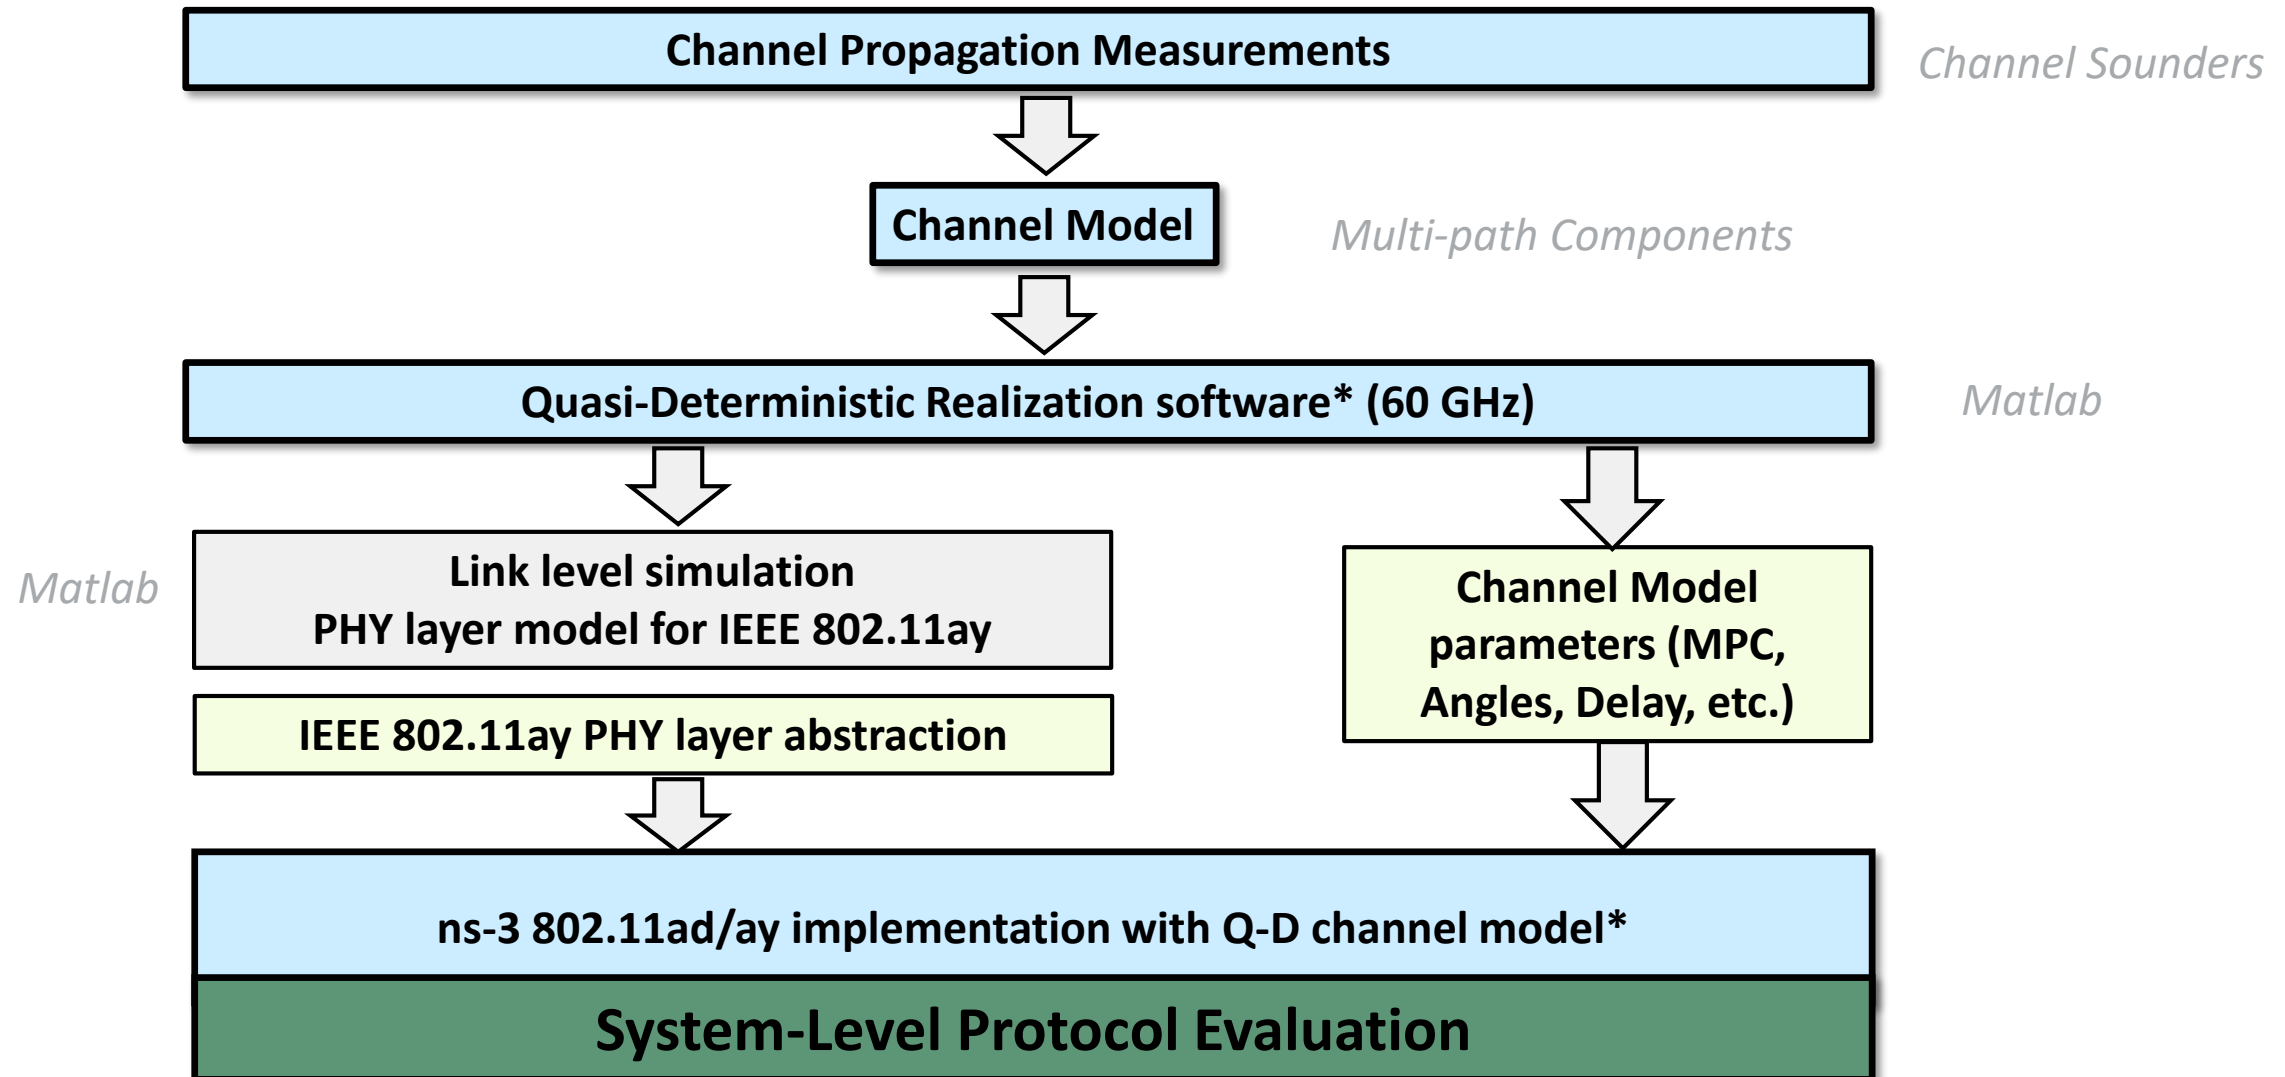 Channel Propagation Measurements
Channel Sounders
Channel Model
Multi-path Components
Quasi-Deterministic Realization software* (60 GHz)
Matlab
Matlab
Link level simulation
PHY layer model for IEEE 802.11ay
IEEE 802.11ay PHY layer abstraction
Channel Model
parameters (MPC,
Angles, Delay, etc.)
ns-3 802.11ad/ay implementation with Q-D channel model*
System-Level Protocol Evaluation